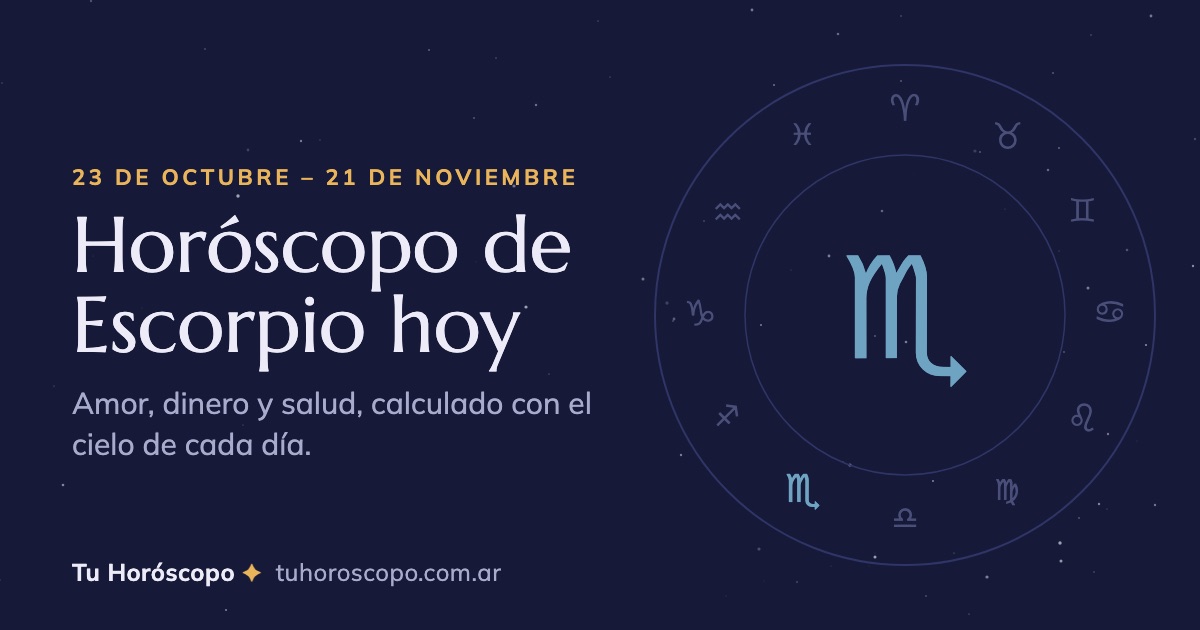 23 DE OCTUBRE – 21 DE NOVIEMBRE
Horóscopo de
Escorpio hoy
Amor, dinero y salud, calculado con el
cielo de cada día.
Tu Horóscopo ✦ tuhoroscopo.com.ar